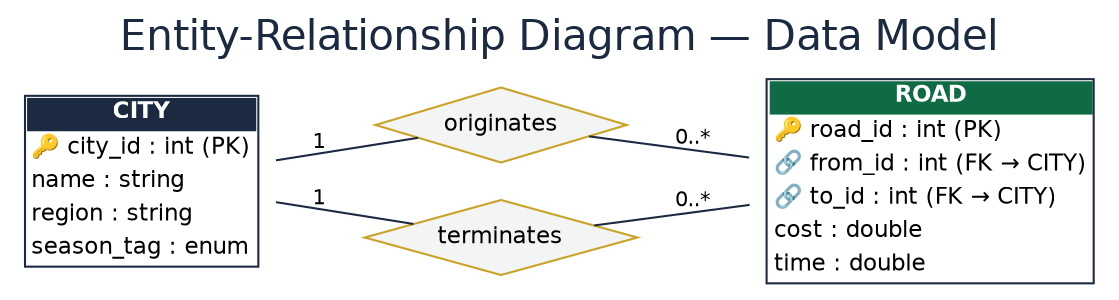 Entity-Relationship Diagram — Data Model
CITY
🔑 city_id : int (PK)
name : string
region : string
season_tag : enum
1
originates
0..*
1
terminates
0..*
ROAD
🔑 road_id : int (PK)
🔗 from_id : int (FK → CITY)
🔗 to_id : int (FK → CITY)
cost : double
time : double